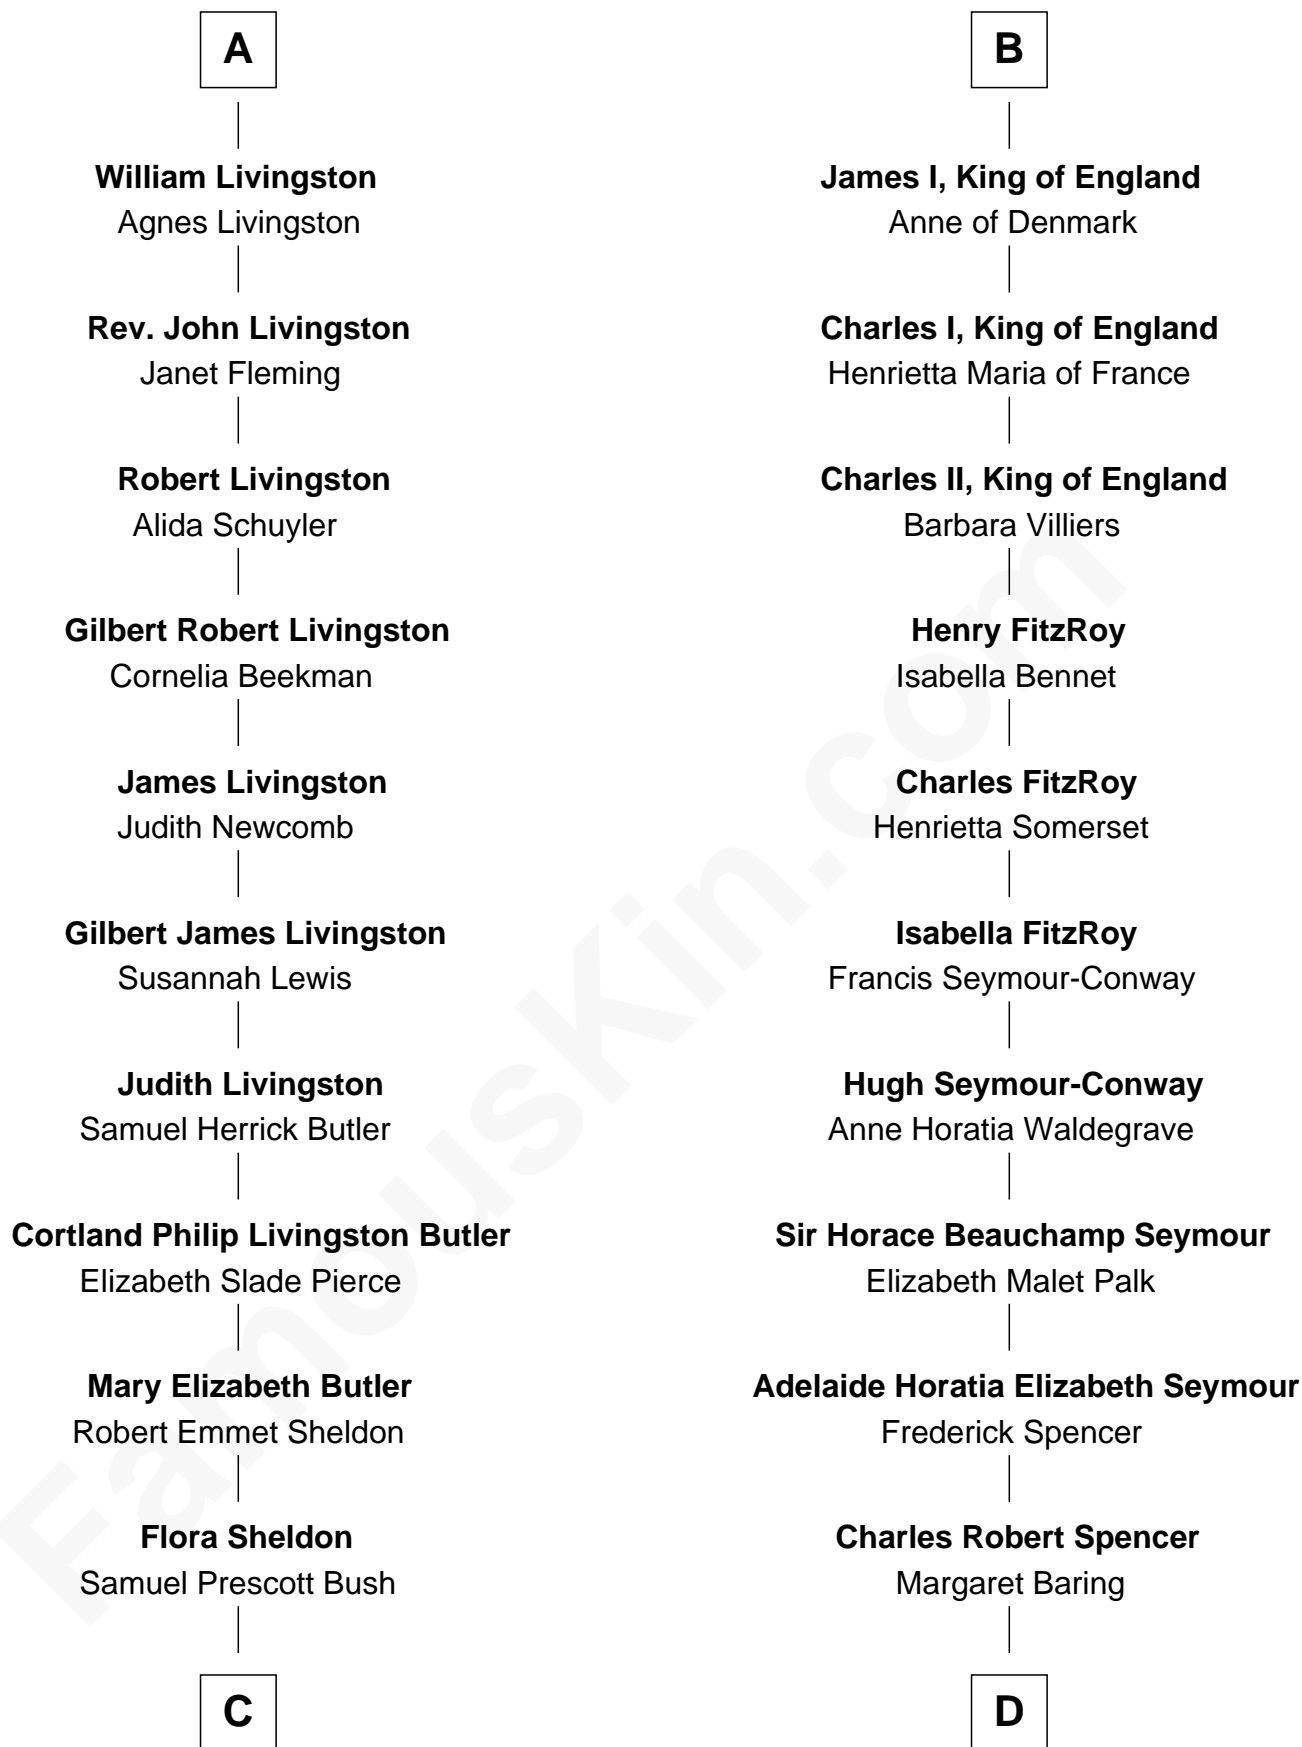 A
William Livingston
Agnes Livingston
Rev. John Livingston
Janet Fleming
Robert Livingston
Alida Schuyler
Gilbert Robert Livingston
Cornelia Beekman
James Livingston
Judith Newcomb
Gilbert James Livingston
Susannah Lewis
Judith Livingston
Samuel Herrick Butler
Cortland Philip Livingston Butler
Elizabeth Slade Pierce
Mary Elizabeth Butler
Robert Emmet Sheldon
Flora Sheldon
Samuel Prescott Bush
C
B
James I, King of England
Anne of Denmark
Charles I, King of England
Henrietta Maria of France
Charles II, King of England
Barbara Villiers
Henry FitzRoy
Isabella Bennet
Charles FitzRoy
Henrietta Somerset
Isabella FitzRoy
Francis Seymour-Conway
Hugh Seymour-Conway
Anne Horatia Waldegrave
Sir Horace Beauchamp Seymour
Elizabeth Malet Palk
Adelaide Horatia Elizabeth Seymour
Frederick Spencer
Charles Robert Spencer
Margaret Baring
D
FamousKin.com